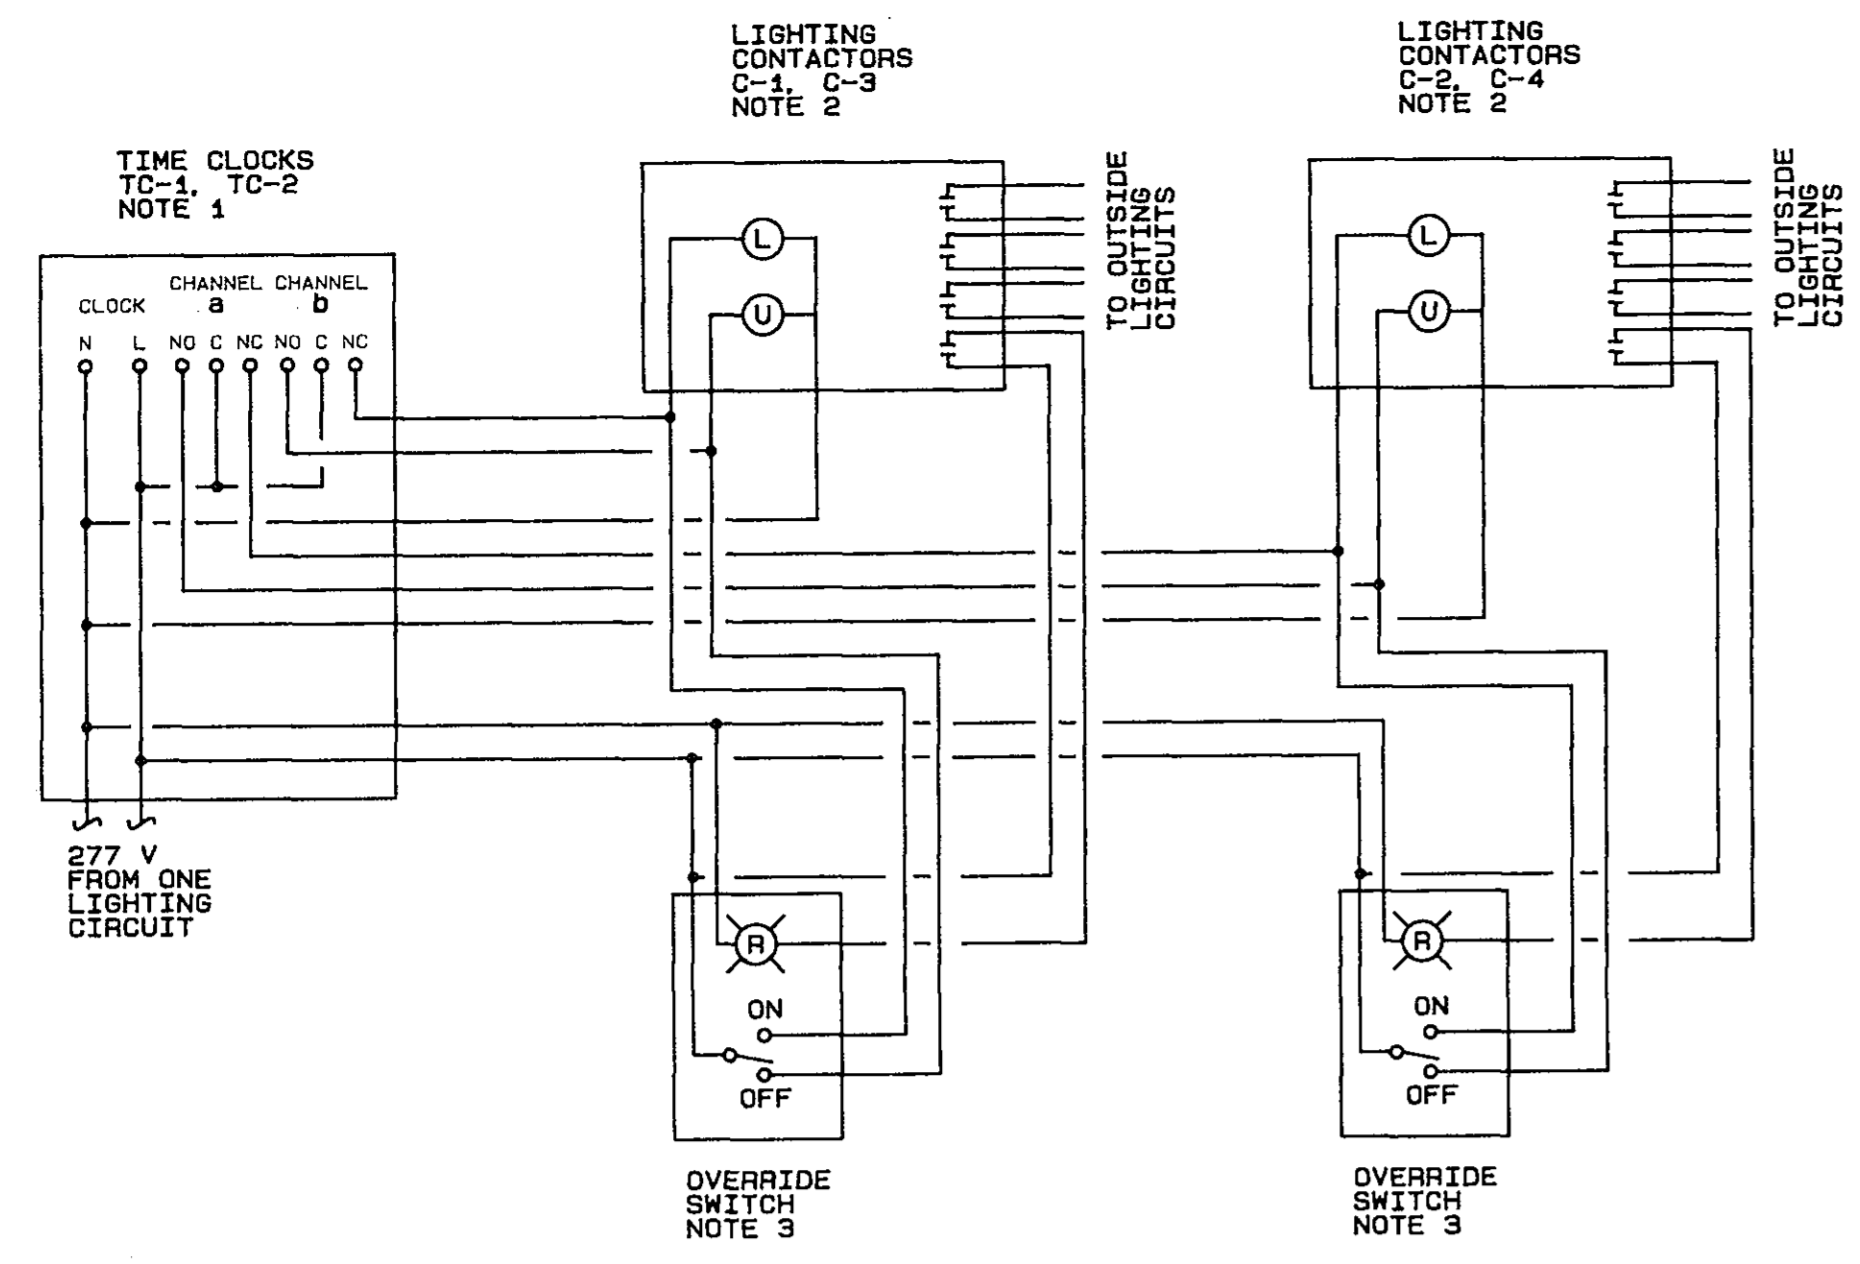 LIGHTING
CONTACTORS
C-1, C-3
NOTE 2
LIGHTING
CONTACTORS
C-2, C-4
NOTE 2
TIME CLOCKS
TC-1, TC-2
NOTE 1
TO OUTSIDE
LIGHTING
CIRCUITS
TO OUTSIDE
LIGHTING
CIRCUITS
L
U
L
U
CLOCK
CHANNEL
a
CHANNEL
b
N L NO C NC NO C NC
277 V
FROM ONE
LIGHTING
CIRCUIT
R
ON
OFF
R
ON
OFF
OVERRIDE
SWITCH
NOTE 3
OVERRIDE
SWITCH
NOTE 3